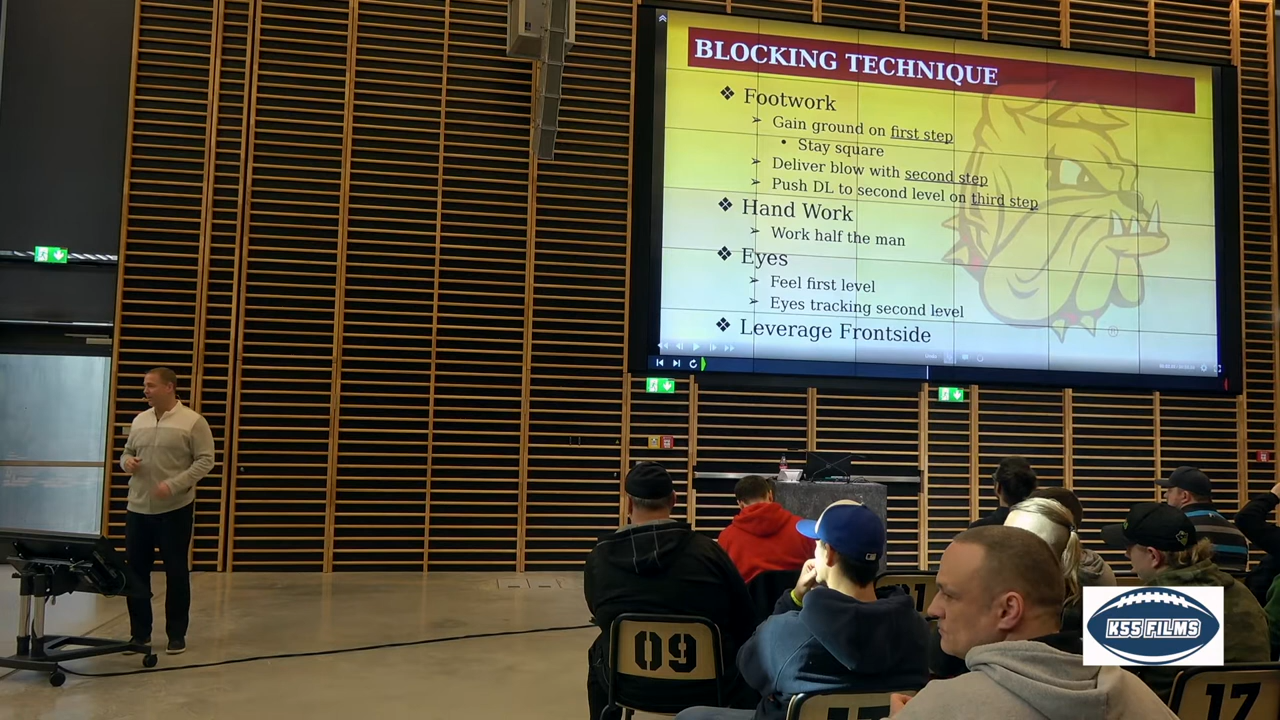 BLOCKING TECHNIQUE
❖ Footwork
➢ Gain ground on first step
• Stay square
➢ Deliver blow with second step
➢ Push DL to second level on third step
❖ Hand Work
➢ Work half the man
❖ Eyes
➢ Feel first level
➢ Eyes tracking second level
❖ Leverage Frontside
®
09
17
KSS FILMS